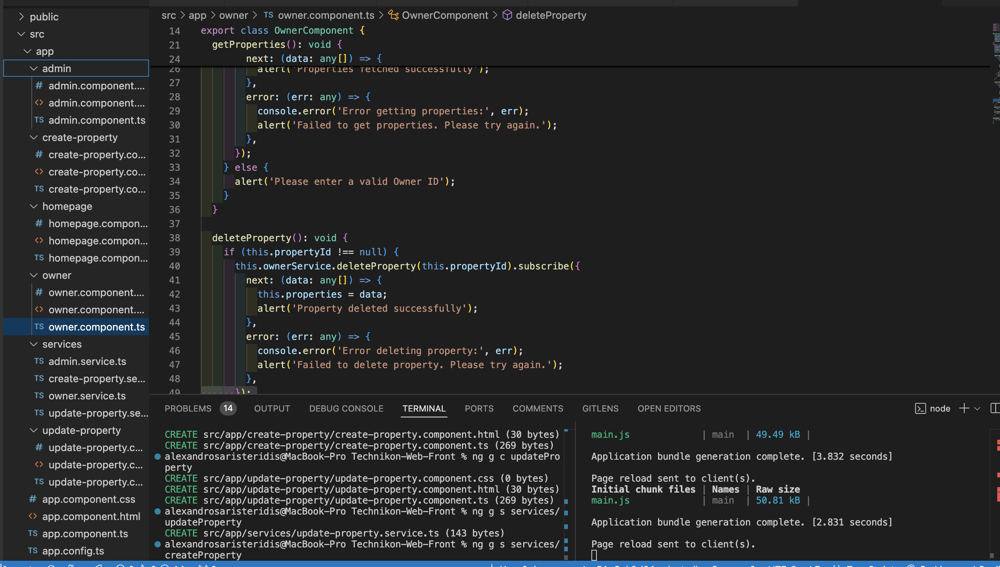 public
src
app
admin
admin.component....
admin.component....
TS admin.component.ts
create-property
create-property.co...
create-property.co...
TS create-property.co...
homepage
homepage.compon...
homepage.compon...
TS homepage.compon...
owner
owner.component....
owner.component....
TS owner.component.ts
services
TS admin.service.ts
TS create-property.se...
TS owner.service.ts
TS update-property.se...
update-property
update-property.c...
update-property.c...
TS update-property.c...
app.component.css
app.component.html
TS app.component.ts
TS app.config.ts
src > app > owner > TS owner.component.ts > OwnerComponent > deleteProperty
14 export class OwnerComponent {
21 getProperties(): void {
24 next: (data: any[]) => {
26 alert('Properties fetched successfully');
27 },
28 error: (err: any) => {
29 console.error('Error getting properties:', err);
30 alert('Failed to get properties. Please try again.');
31 },
32 });
33 } else {
34 alert('Please enter a valid Owner ID');
35 }
36 }
37
38 deleteProperty(): void {
39 if (this.propertyId !== null) {
40 this.ownerService.deleteProperty(this.propertyId).subscribe({
41 next: (data: any[]) => {
42 this.properties = data;
43 alert('Property deleted successfully');
44 },
45 error: (err: any) => {
46 console.error('Error deleting property:', err);
47 alert('Failed to delete property. Please try again.');
48 },
49 });
PROBLEMS 14 OUTPUT DEBUG CONSOLE TERMINAL PORTS COMMENTS GITLENS OPEN EDITORS node
CREATE src/app/create-property/create-property.component.html (30 bytes)
CREATE src/app/create-property/create-property.component.ts (269 bytes)
alexandrosaristeridis@MacBook-Pro Technikon-Web-Front % ng g c updatePro
perty
CREATE src/app/update-property/update-property.component.css (0 bytes)
CREATE src/app/update-property/update-property.component.html (30 bytes)
CREATE src/app/update-property/update-property.component.ts (269 bytes)
alexandrosaristeridis@MacBook-Pro Technikon-Web-Front % ng g s services/
updateProperty
CREATE src/app/services/update-property.service.ts (143 bytes)
alexandrosaristeridis@MacBook-Pro Technikon-Web-Front % ng g s services/
createProperty
main.js | main | 49.49 kB |
Application bundle generation complete. [3.832 seconds]
Page reload sent to client(s).
Initial chunk files | Names | Raw size
main.js | main | 50.81 kB |
Application bundle generation complete. [2.831 seconds]
Page reload sent to client(s).